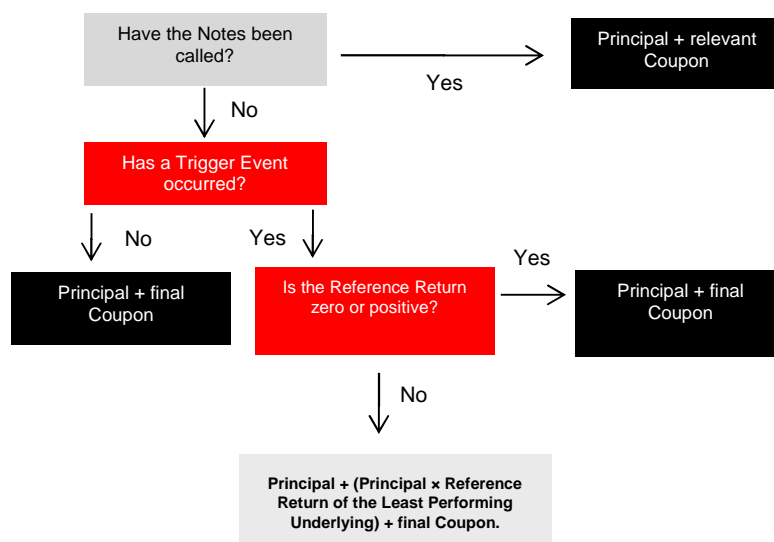 Have the Notes been
called?
Principal + relevant
Coupon
Yes
No
Has a Trigger Event
occurred?
No
Yes
Yes
Principal + final
Coupon
Is the Reference Return
zero or positive?
Principal + final
Coupon
No
Principal + (Principal × Reference
Return of the Least Performing
Underlying) + final Coupon.